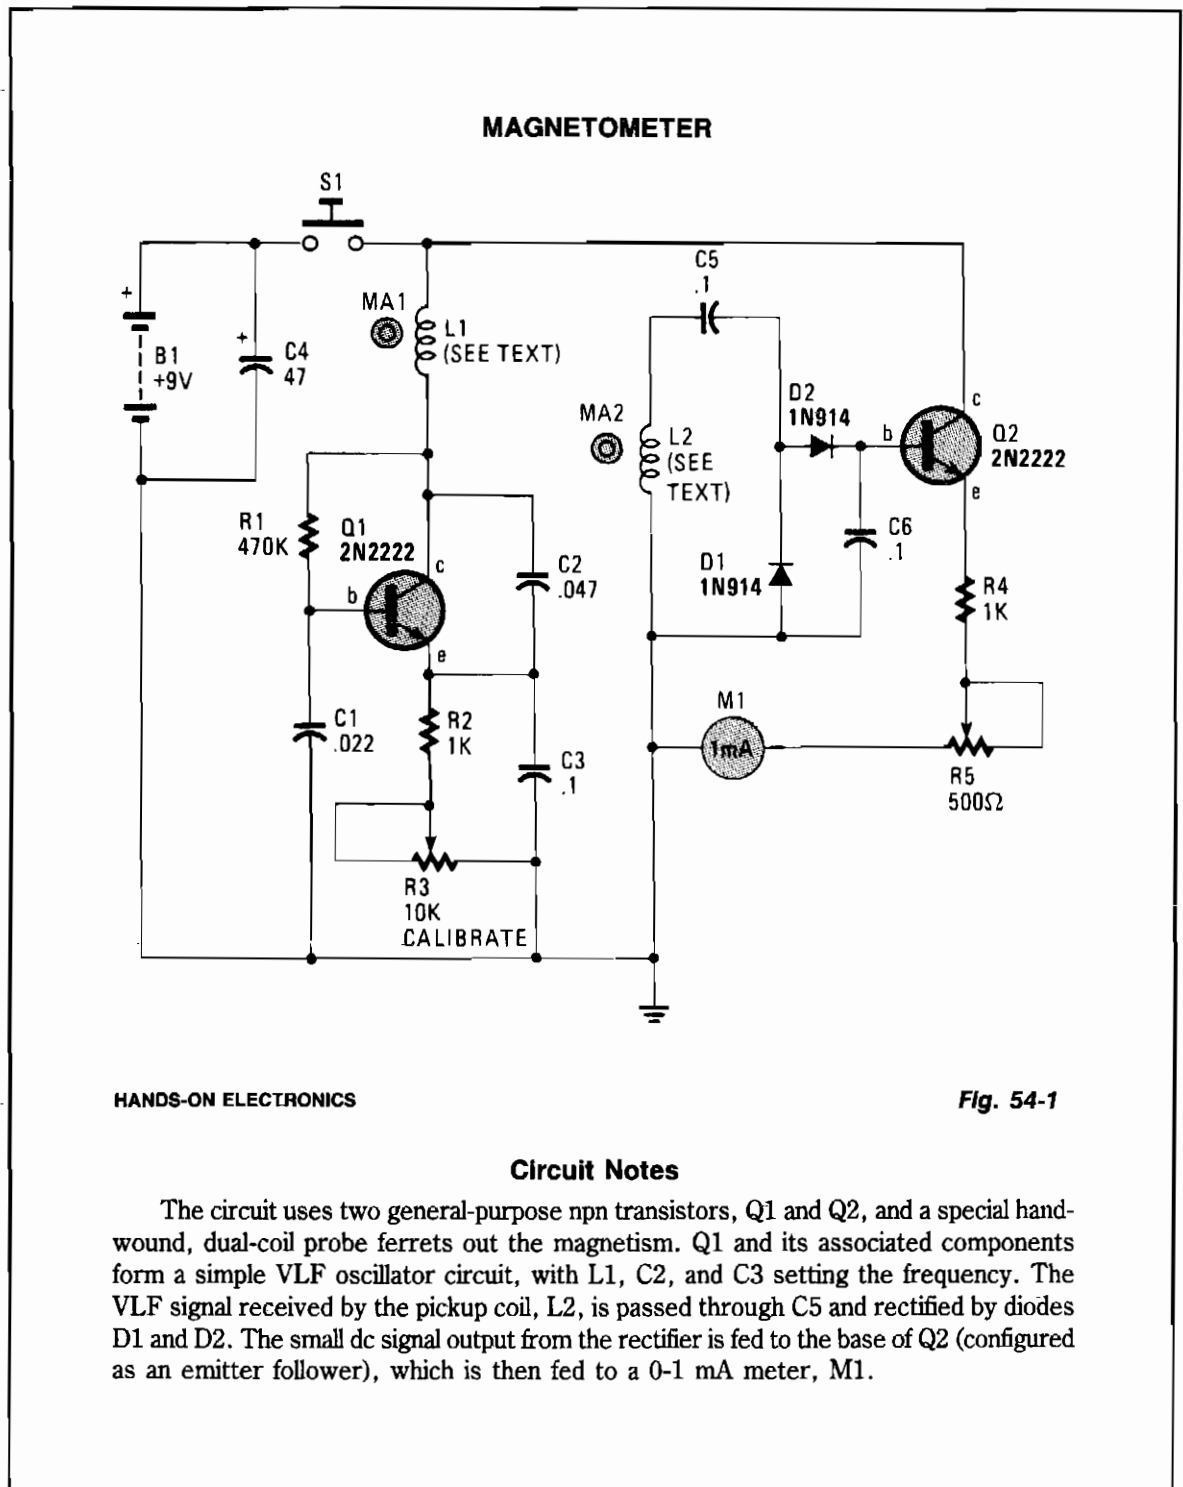 MAGNETOMETER
S1
C5
.1
+
MA1
L1
(SEE TEXT)
+
C4
47
B1
+9V
D2
1N914
c
MA2
L2
(SEE
TEXT)
b
Q2
2N2222
e
R1
470K
Q1
2N2222
c
b
C2
.047
C6
.1
D1
1N914
R4
1K
e
C1
.022
R2
1K
M1
1mA
C3
.1
R5
500Ω
R3
10K
CALIBRATE
HANDS-ON ELECTRONICS
Fig. 54-1
Circuit Notes
The circuit uses two general-purpose npn transistors, Q1 and Q2, and a special hand-
wound, dual-coil probe ferrets out the magnetism. Q1 and its associated components
form a simple VLF oscillator circuit, with L1, C2, and C3 setting the frequency. The
VLF signal received by the pickup coil, L2, is passed through C5 and rectified by diodes
D1 and D2. The small dc signal output from the rectifier is fed to the base of Q2 (configured
as an emitter follower), which is then fed to a 0-1 mA meter, M1.